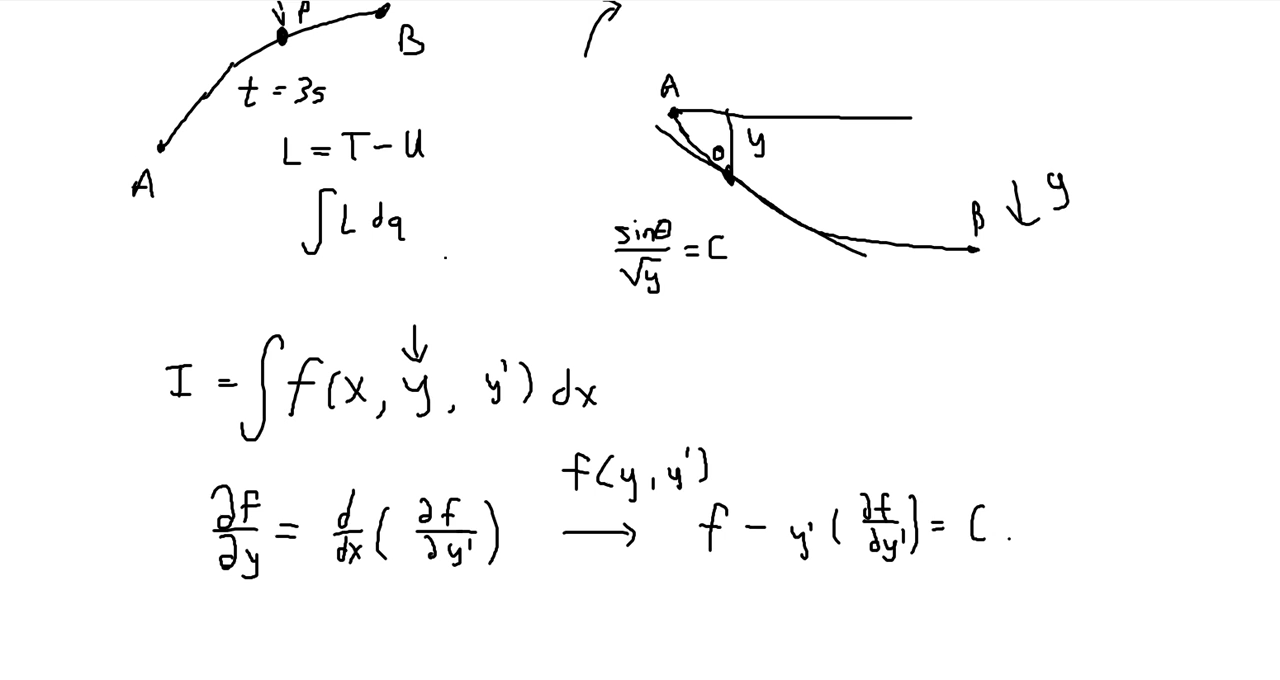 P
B
t = 3s
A
L = T - U
∫ L dq
A
y
θ
B
↓ g
sinθ/√y = C
I = ∫ f(x, y, y') dx
f(y, y')
∂f/∂y = d/dx (∂f/∂y') → f - y' (∂f/∂y') = C.